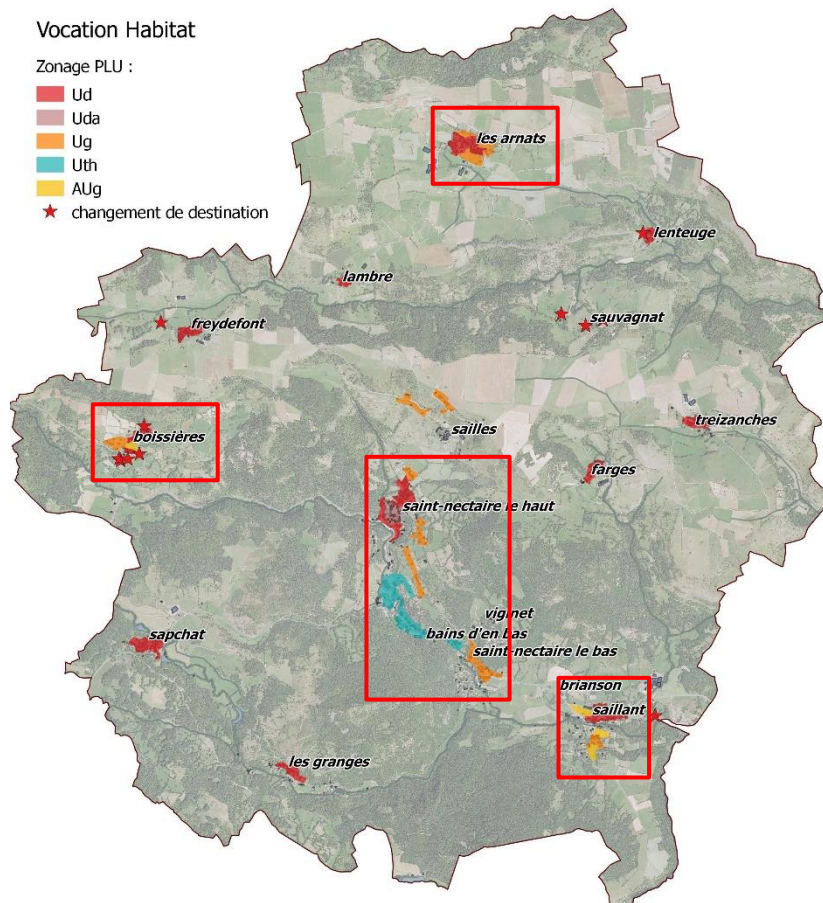 Vocation Habitat
Zonage PLU :
Ud
Uda
Ug
Uth
AUg
changement de destination
les arnats
lenteuge
lambre
sauvagnat
freydefont
treizanches
boissières
sailles
farges
saint-nectaire le haut
viginet
bains d'en bas
sapchat
saint-nectaire le bas
brianson
saillant
les granges